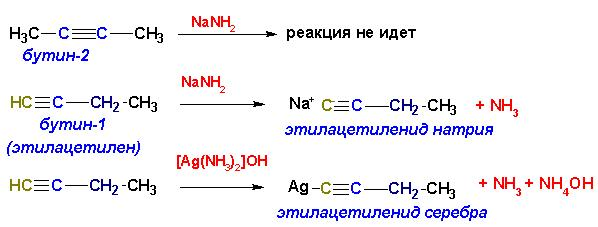 NaNH2
H3C—C≡C—CH3 реакция не идет
бутин-2
NaNH2
HC≡C—CH2-CH3 Na+ C≡C—CH2-CH3 + NH3
бутин-1 этилацетиленид натрия
(этилацетилен)
[Ag(NH3)2]OH
HC≡C—CH2-CH3 Ag-C≡C—CH2-CH3 + NH3 + NH4OH
этилацетиленид серебра